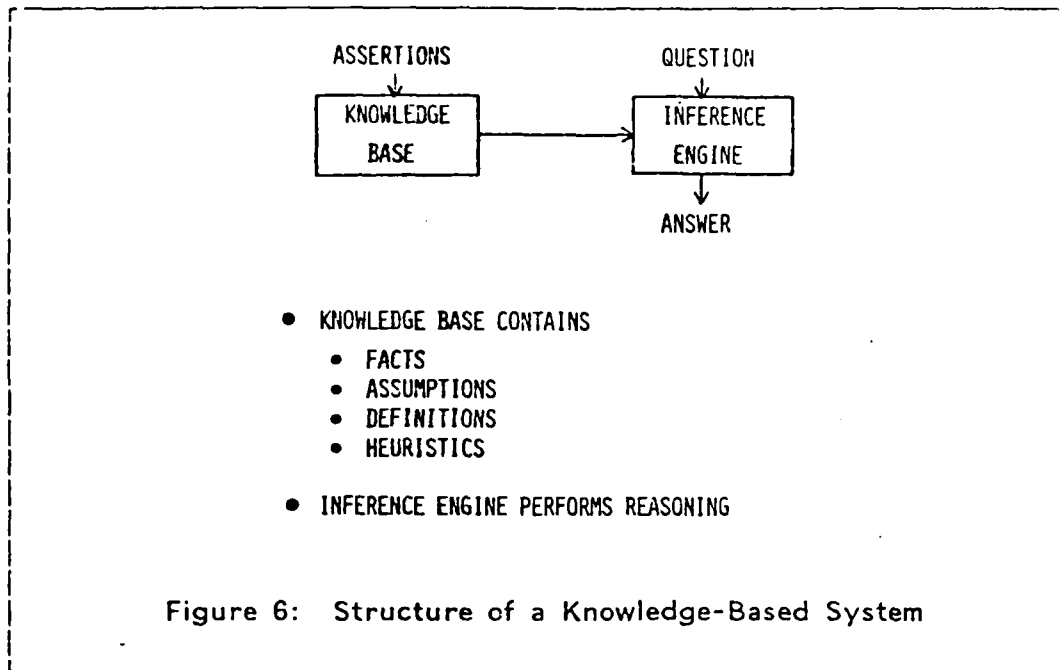 ASSERTIONS QUESTION
KNOWLEDGE BASE
INFERENCE ENGINE
ANSWER
● KNOWLEDGE BASE CONTAINS
● FACTS
● ASSUMPTIONS
● DEFINITIONS
● HEURISTICS
● INFERENCE ENGINE PERFORMS REASONING
Figure 6: Structure of a Knowledge-Based System